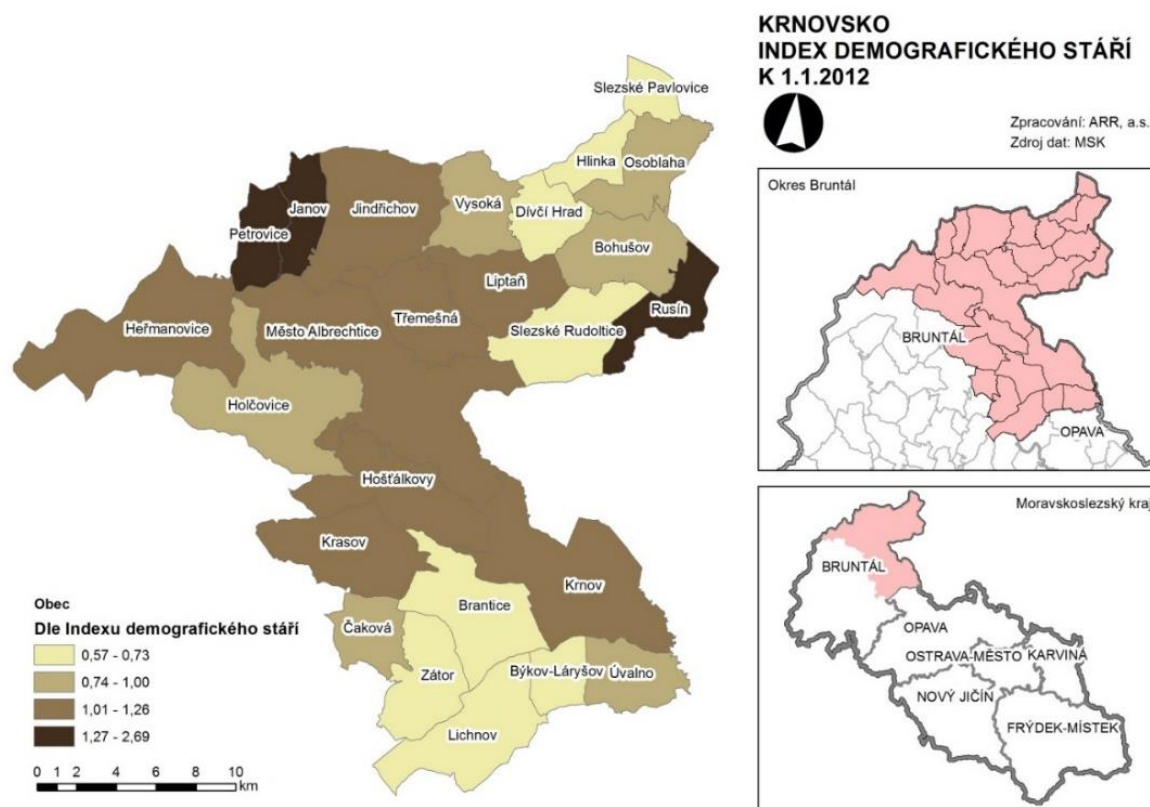 KRNOVSKO
INDEX DEMOGRAFICKÉHO STÁŘÍ
K 1.1.2012
Zpracování: ARR, a.s.
Zdroj dat: MSK
Slezské Pavlovice
Hlinka
Osoblaha
Janov
Jindřichov
Vysoká
Dívčí Hrad
Petrovice
Bohušov
Liptaň
Rusín
Heřmanovice
Město Albrechtice
Třemešná
Slezské Rudoltice
Holčovice
Hošťálkovy
Krasov
Krnov
Brantice
Čaková
Zátor
Býkov-Láryšov
Úvalno
Lichnov
Obec
Dle Indexu demografického stáří
0,57 - 0,73
0,74 - 1,00
1,01 - 1,26
1,27 - 2,69
0 1 2 4 6 8 10
km
Okres Bruntál
BRUNTÁL
OPAVA
Moravskoslezský kraj
BRUNTÁL
OPAVA
OSTRAVA-MĚSTO
KARVINÁ
NOVÝ JIČÍN
FRÝDEK-MÍSTEK